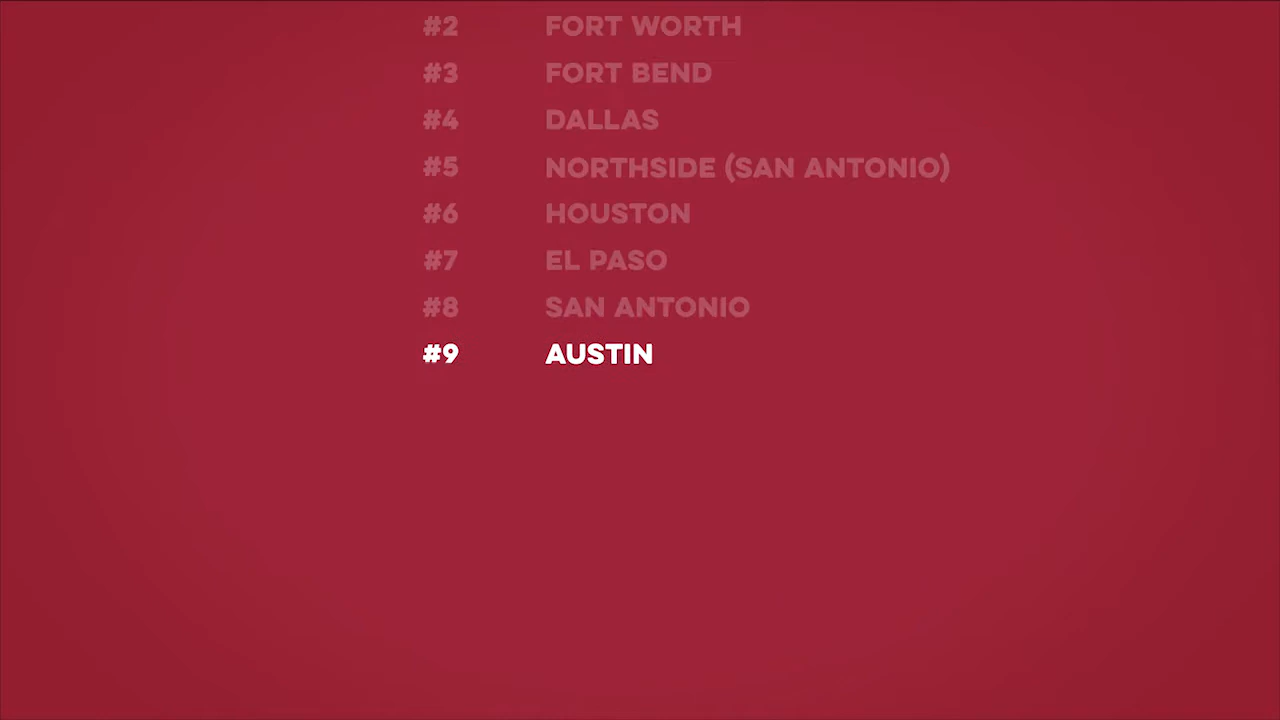 #2 FORT WORTH
#3 FORT BEND
#4 DALLAS
#5 NORTHSIDE (SAN ANTONIO)
#6 HOUSTON
#7 EL PASO
#8 SAN ANTONIO
#9 AUSTIN